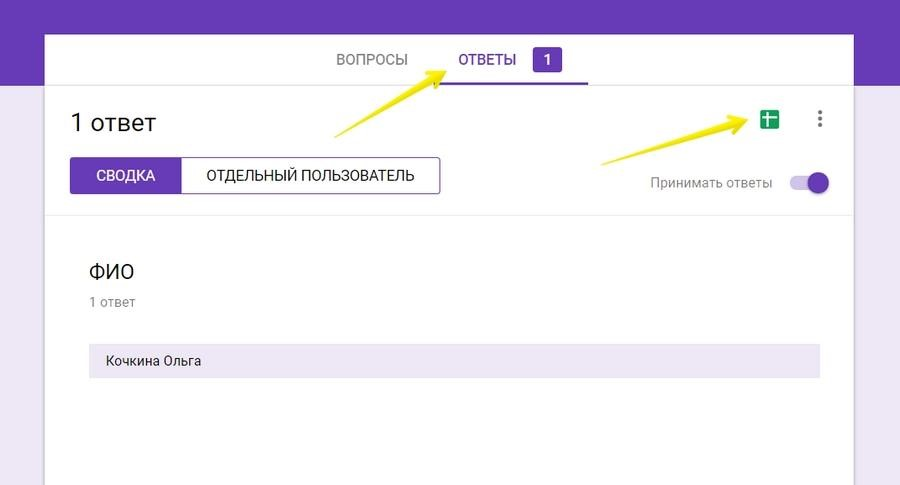 ВОПРОСЫ ОТВЕТЫ 1
1 ответ
СВОДКА ОТДЕЛЬНЫЙ ПОЛЬЗОВАТЕЛЬ
Принимать ответы
ФИО
1 ответ
Кочкина Ольга